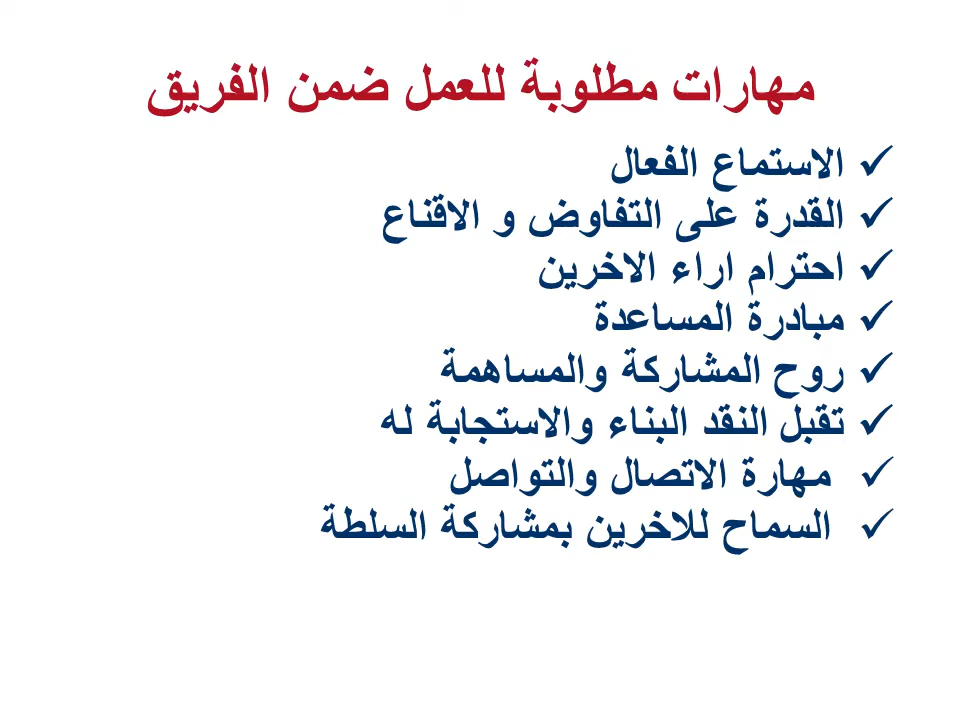 مهارات مطلوبة للعمل ضمن الفريق
✓ الاستماع الفعال
✓ القدرة على التفاوض و الاقناع
✓ احترام اراء الاخرين
✓ مبادرة المساعدة
✓ روح المشاركة والمساهمة
✓ تقبل النقد البناء والاستجابة له
✓ مهارة الاتصال والتواصل
✓ السماح للاخرين بمشاركة السلطة